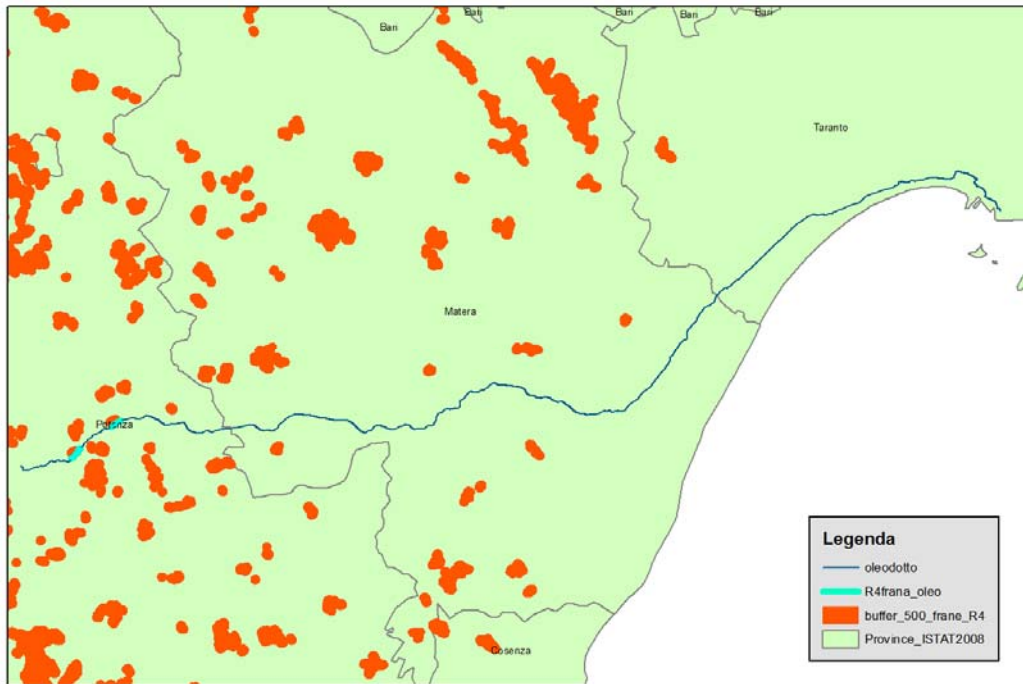 Bari
Bari
Bari
Bari
Bari
Taranto
Matera
Potenza
Cosenza
Legenda
oleodotto
R4frana_oleo
buffer_500_frane_R4
Province_ISTAT2008